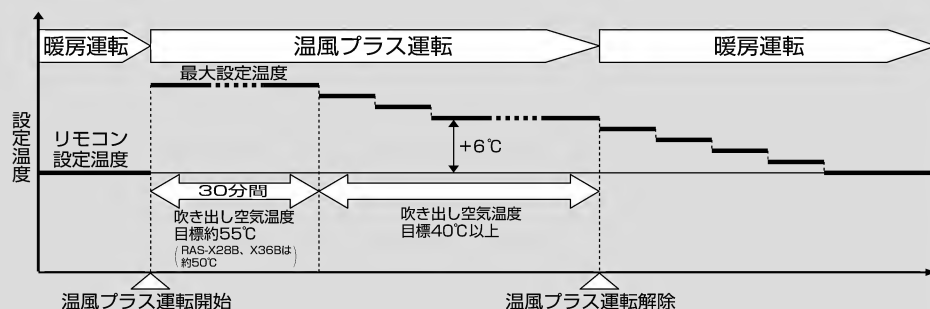 暖房運転
温風プラス運転
暖房運転
最大設定温度
設定温度
リモコン
設定温度
+6℃
30分間
吹き出し空気温度
目標約55℃
(RAS-X28B、X36Bは
約50℃)
吹き出し空気温度
目標40℃以上
温風プラス運転開始
温風プラス運転解除